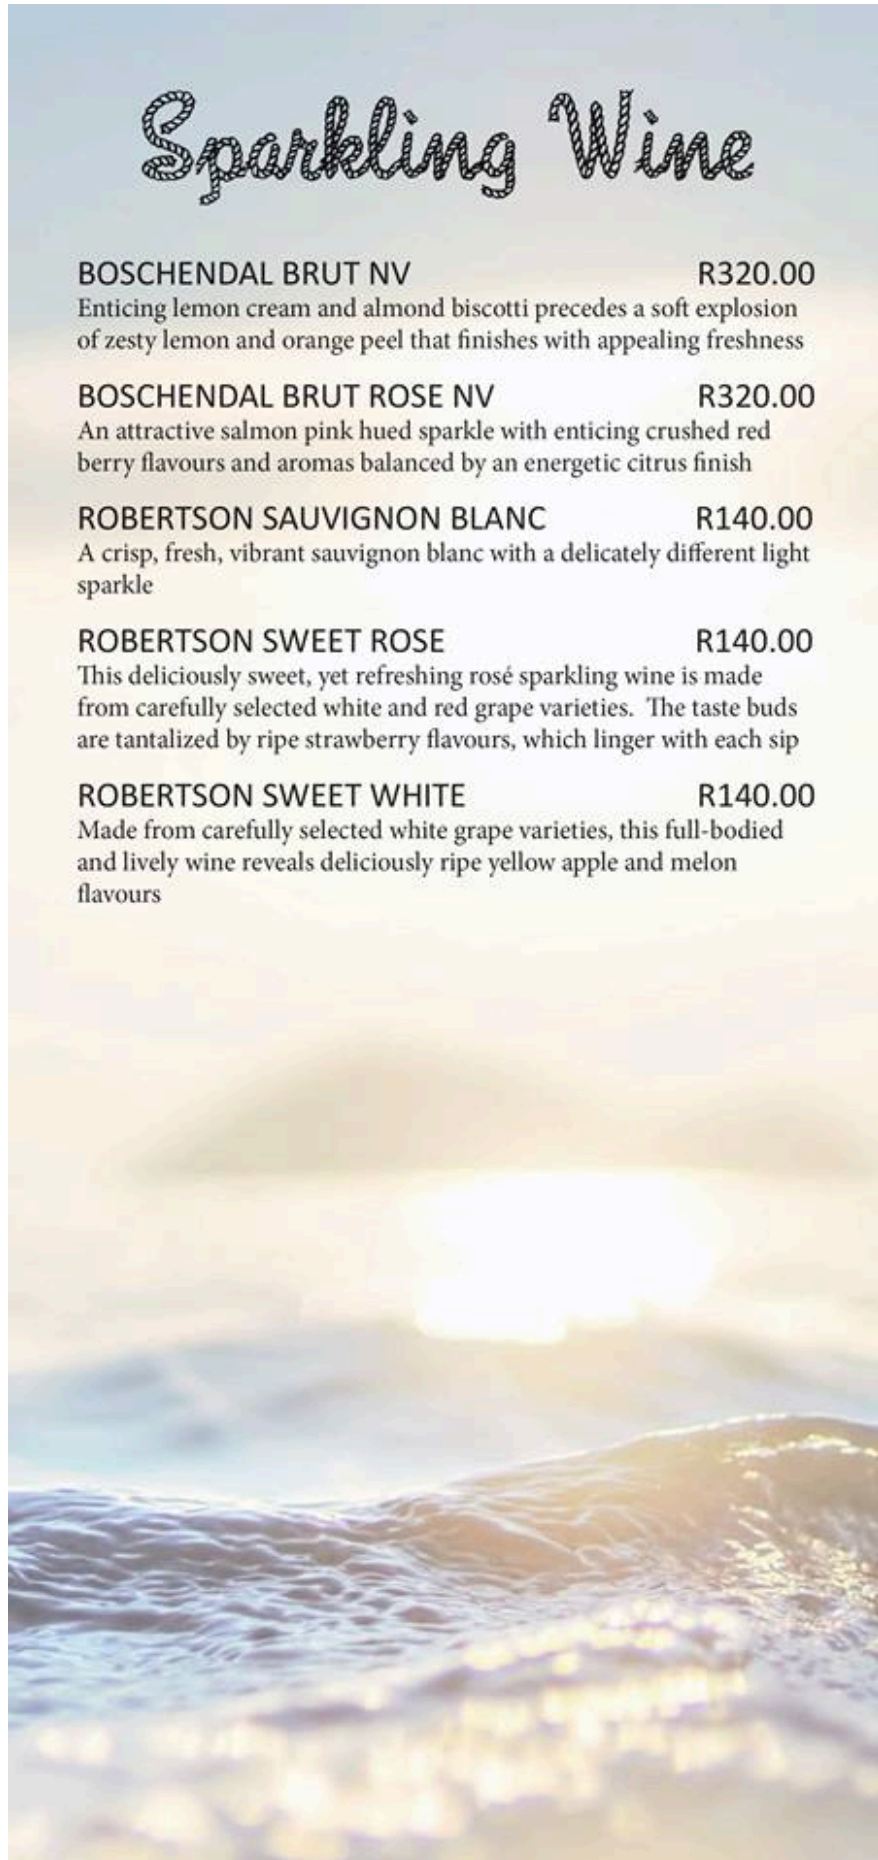 Sparkling Wine
BOSCHENDAL BRUT NV R320.00
Enticing lemon cream and almond biscotti precedes a soft explosion
of zesty lemon and orange peel that finishes with appealing freshness
BOSCHENDAL BRUT ROSE NV R320.00
An attractive salmon pink hued sparkle with enticing crushed red
berry flavours and aromas balanced by an energetic citrus finish
ROBERTSON SAUVIGNON BLANC R140.00
A crisp, fresh, vibrant sauvignon blanc with a delicately different light
sparkle
ROBERTSON SWEET ROSE R140.00
This deliciously sweet, yet refreshing rosé sparkling wine is made
from carefully selected white and red grape varieties.  The taste buds
are tantalized by ripe strawberry flavours, which linger with each sip
ROBERTSON SWEET WHITE R140.00
Made from carefully selected white grape varieties, this full-bodied
and lively wine reveals deliciously ripe yellow apple and melon
flavours